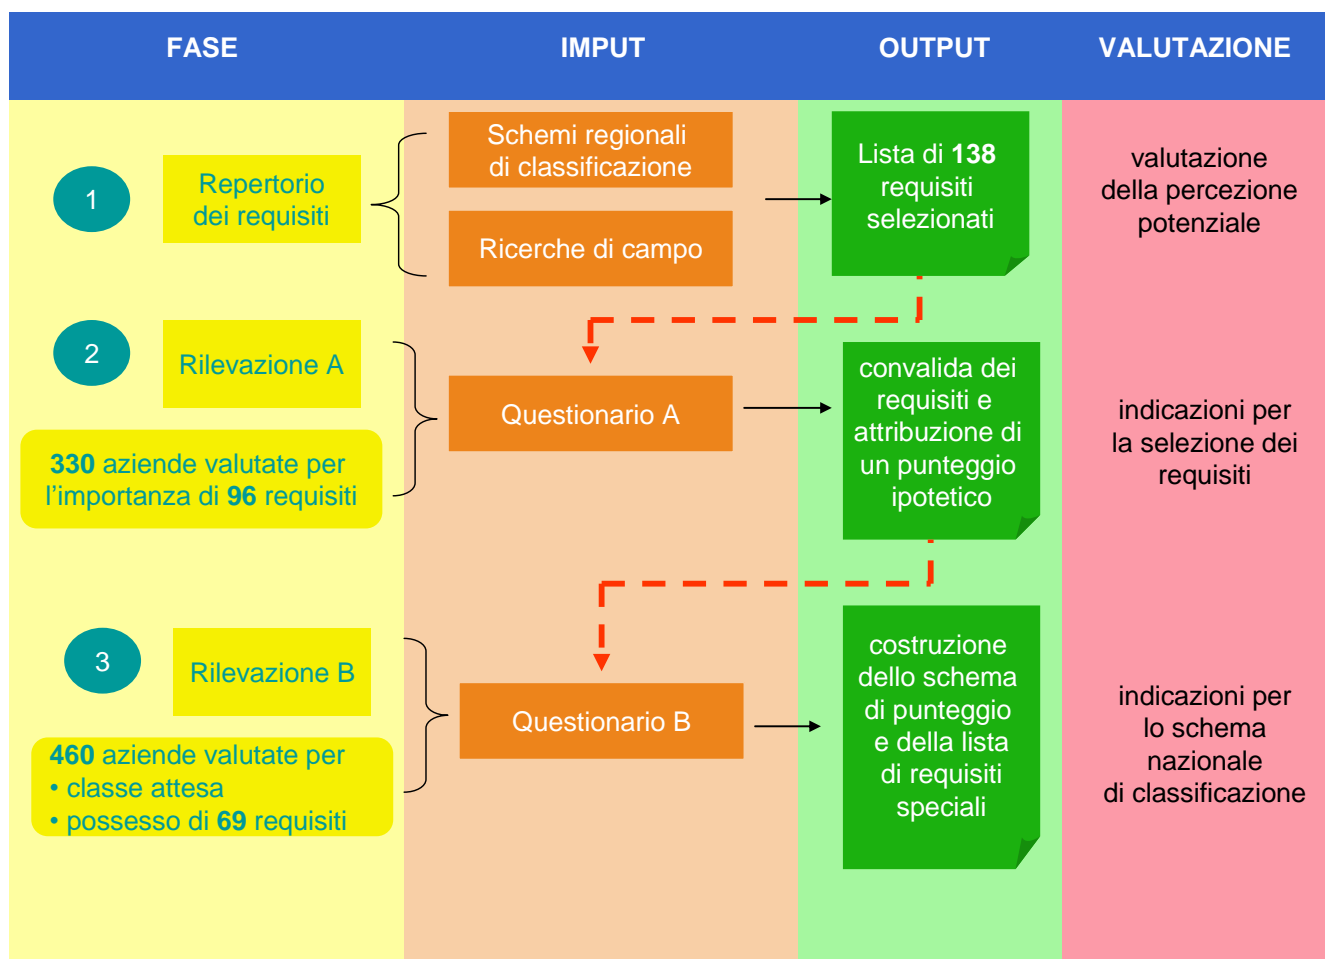 FASE
IMPUT
OUTPUT
VALUTAZIONE
1
Repertorio
dei requisiti
Schemi regionali
di classificazione
Ricerche di campo
Lista di 138
requisiti
selezionati
valutazione
della percezione
potenziale
2
Rilevazione A
330 aziende valutate per
l’importanza di 96 requisiti
Questionario A
convalida dei
requisiti e
attribuzione di
un punteggio
ipotetico
indicazioni per
la selezione dei
requisiti
3
Rilevazione B
460 aziende valutate per
• classe attesa
• possesso di 69 requisiti
Questionario B
costruzione
dello schema
di punteggio
e della lista
di requisiti
speciali
indicazioni per
lo schema
nazionale
di classificazione